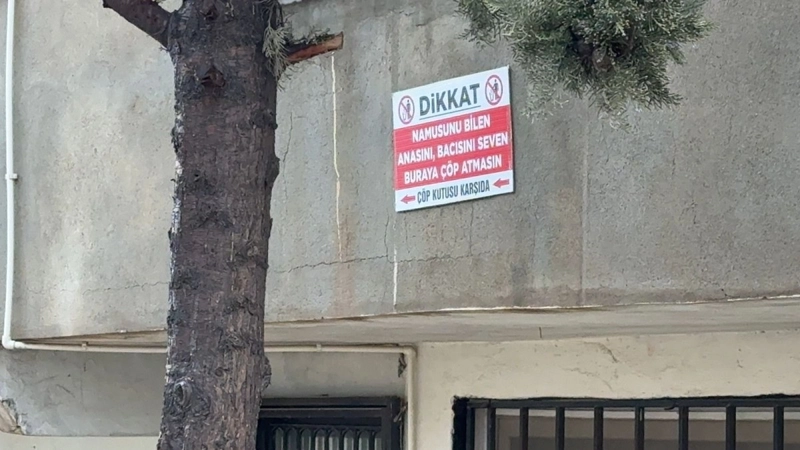 DİKKAT
NAMUSUNU BİLEN
ANASINI, BACISINI SEVEN
BURAYA ÇÖP ATMASIN
ÇÖP KUTUSU KARŞIDA